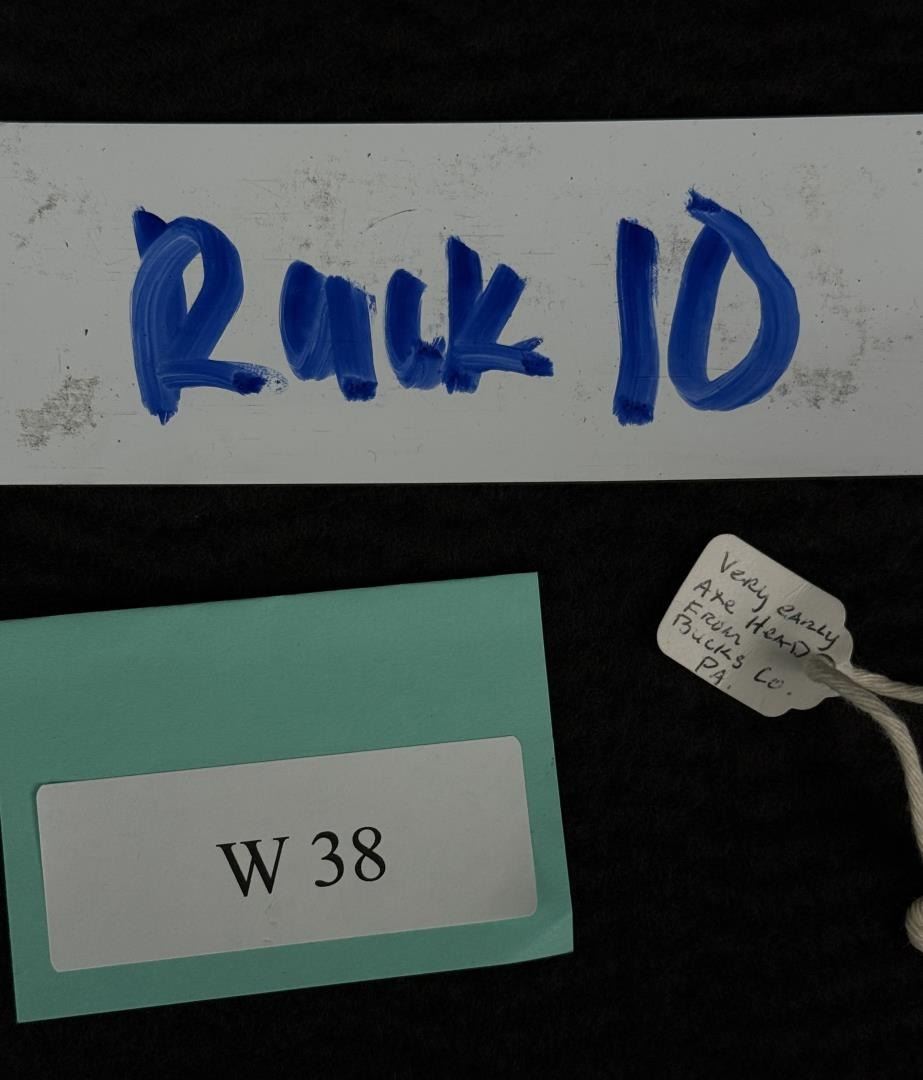 Rack 10
Very early
Axe Head
From
Bucks Co.
PA.
W 38